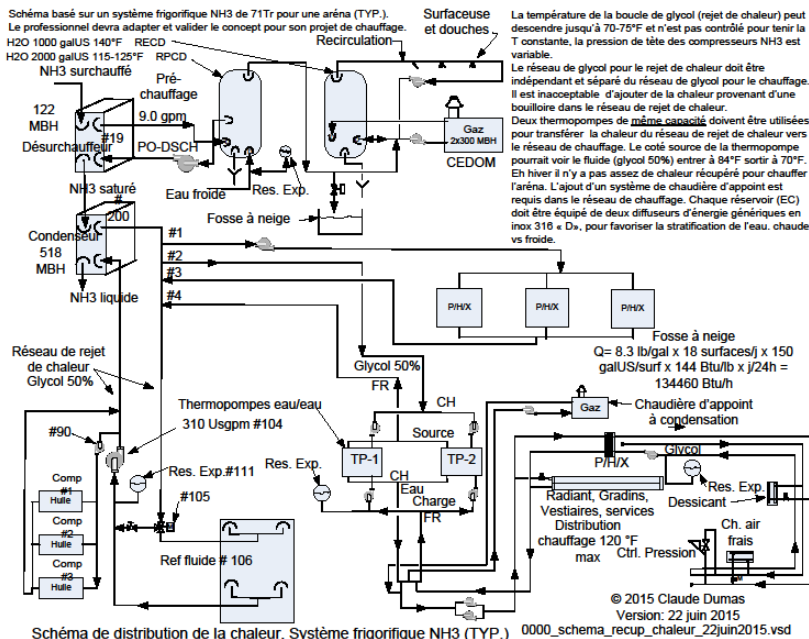 Schéma basé sur un système frigorifique NH3 de 71Tr pour une aréna (TYP.).
Le professionel devra adapter et valider le concept pour son projet de chauffage.
H2O 1000 galUS 140°F RECD
H2O 2000 galUS 115-125°F RPCD
NH3 surchauffé
Pré-
chauffage
Recirculation
Surfaceuse
et douches
La température de la boucle de glycol (rejet de chaleur) peut
descendre jusqu'à 70-75°F et n'est pas contrôlé pour tenir la
T constante, la pression de tête des compresseurs NH3 est
variable.
Le réseau de glycol pour le rejet de chaleur doit être
indépendant et séparé du réseau de glycol pour le chauffage.
Il est inacceptable d'ajouter de la chaleur provenant d'une
bouilloire dans le réseau de rejet de chaleur.
Deux thermopompes de même capacité doivent être utilisées
pour transférer la chaleur du réseau de rejet de chaleur vers
le réseau de chauffage. Le coté source de la thermopompe
pourrait voir le fluide (glycol 50%) entrer à 84°F sortir à 70°F.
Eh hiver il n'y a pas assez de chaleur récupéré pour chauffer
l'aréna. L'ajout d'un système de chaudière d'appoint est
requis dans le réseau de chauffage. Chaque réservoir (EC)
doit être équipé de deux diffuseurs d'énergie génériques en
inox 316 « D», pour favoriser la stratification de l'eau. chaude
vs froide.
122
MBH
9.0 gpm
#19
Désurchauffeur
PO-DSCH
Gaz
2x300 MBH
CEDOM
Eau froide
Res. Exp.
NH3 saturé
Fosse à neige
#
200
Condenseur
518
MBH
NH3 liquide
#1
#2
#3
#4
P/H/X
P/H/X
P/H/X
Fosse à neige
Q= 8.3 lb/gal x 18 surfaces/j x 150
galUS/surf x 144 Btu/lb x j/24h =
134460 Btu/h
Réseau de rejet
de chaleur
Glycol 50%
Glycol 50%
FR
CH
Gaz
Chaudière d'appoint
à condensation
Thermopompes eau/eau
310 Usgpm #104
#90
Source
TP-1
TP-2
CH
Eau
Charge
FR
Res. Exp.#111
Res. Exp.
#105
P/H/X
Glycol
Res. Exp.
Dessicant
Radiant, Gradins,
Vestiaires, services
Distribution
chauffage 120 °F
max
Ch. air
frais
Ctrl. Pression
Comp
#1
Huile
Comp
#2
Huile
Comp
#3
Huile
Ref fluide # 106
© 2015 Claude Dumas
Version: 22 juin 2015
Schéma de distribution de la chaleur. Système frigorifique NH3 (TYP.)
0000_schema_recup_chaleur_22juin2015.vsd